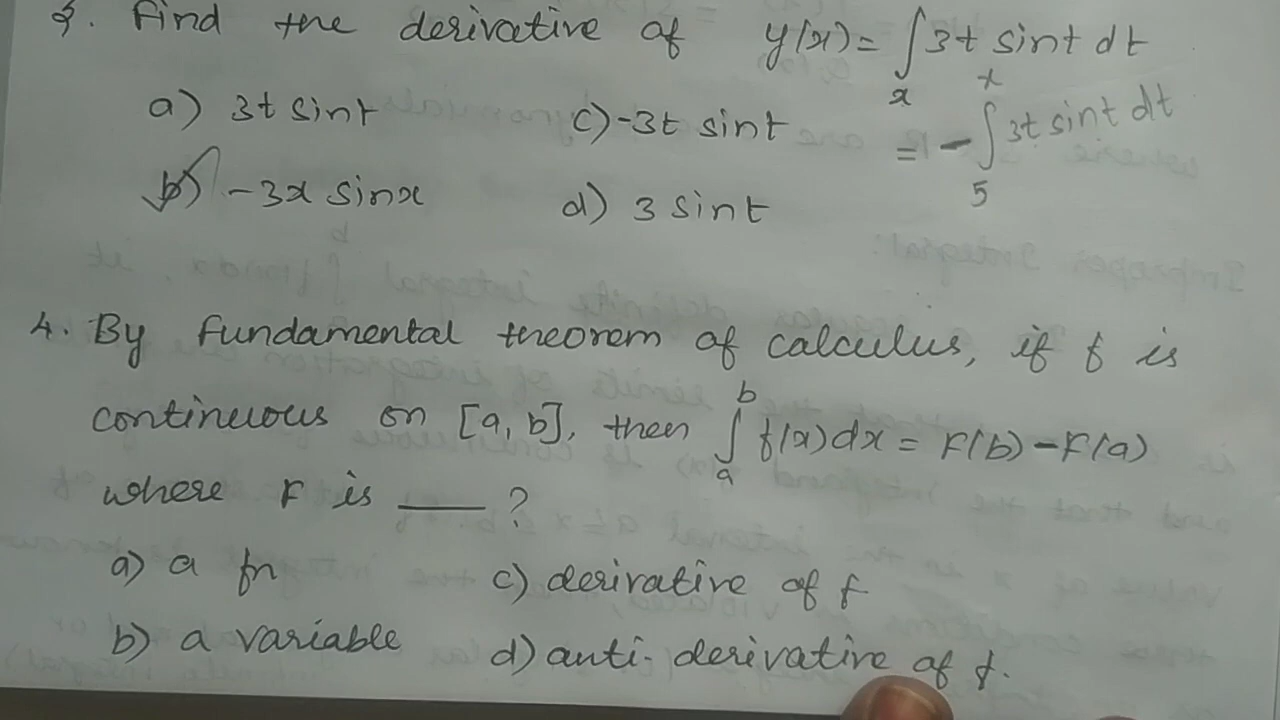 3. Find the derivative of y(x) = ∫ 3t sint dt
x
a) 3t sint c) -3t sint
= - ∫ 3t sint dt
x
5
b) -3x sinx d) 3 sint
4. By fundamental theorem of calculus, if f is
continuous on [a, b], then ∫ f(x) dx = F(b) - F(a)
b
a
where F is ___ ?
a) a fn c) derivative of f
b) a variable d) anti-derivative of f.